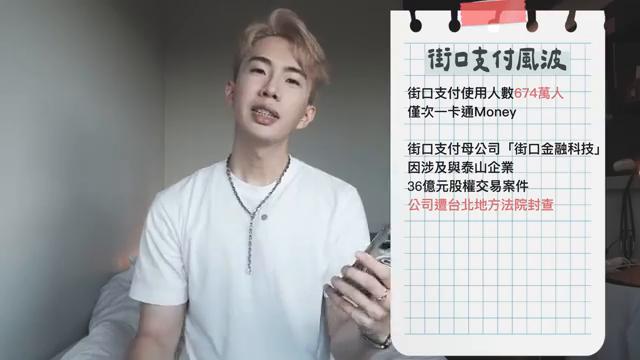 街口支付風波
街口支付使用人數674萬人
僅次一卡通Money
街口支付母公司「街口金融科技」
因涉及與泰山企業
36億元股權交易案件
公司遭台北地方法院封查